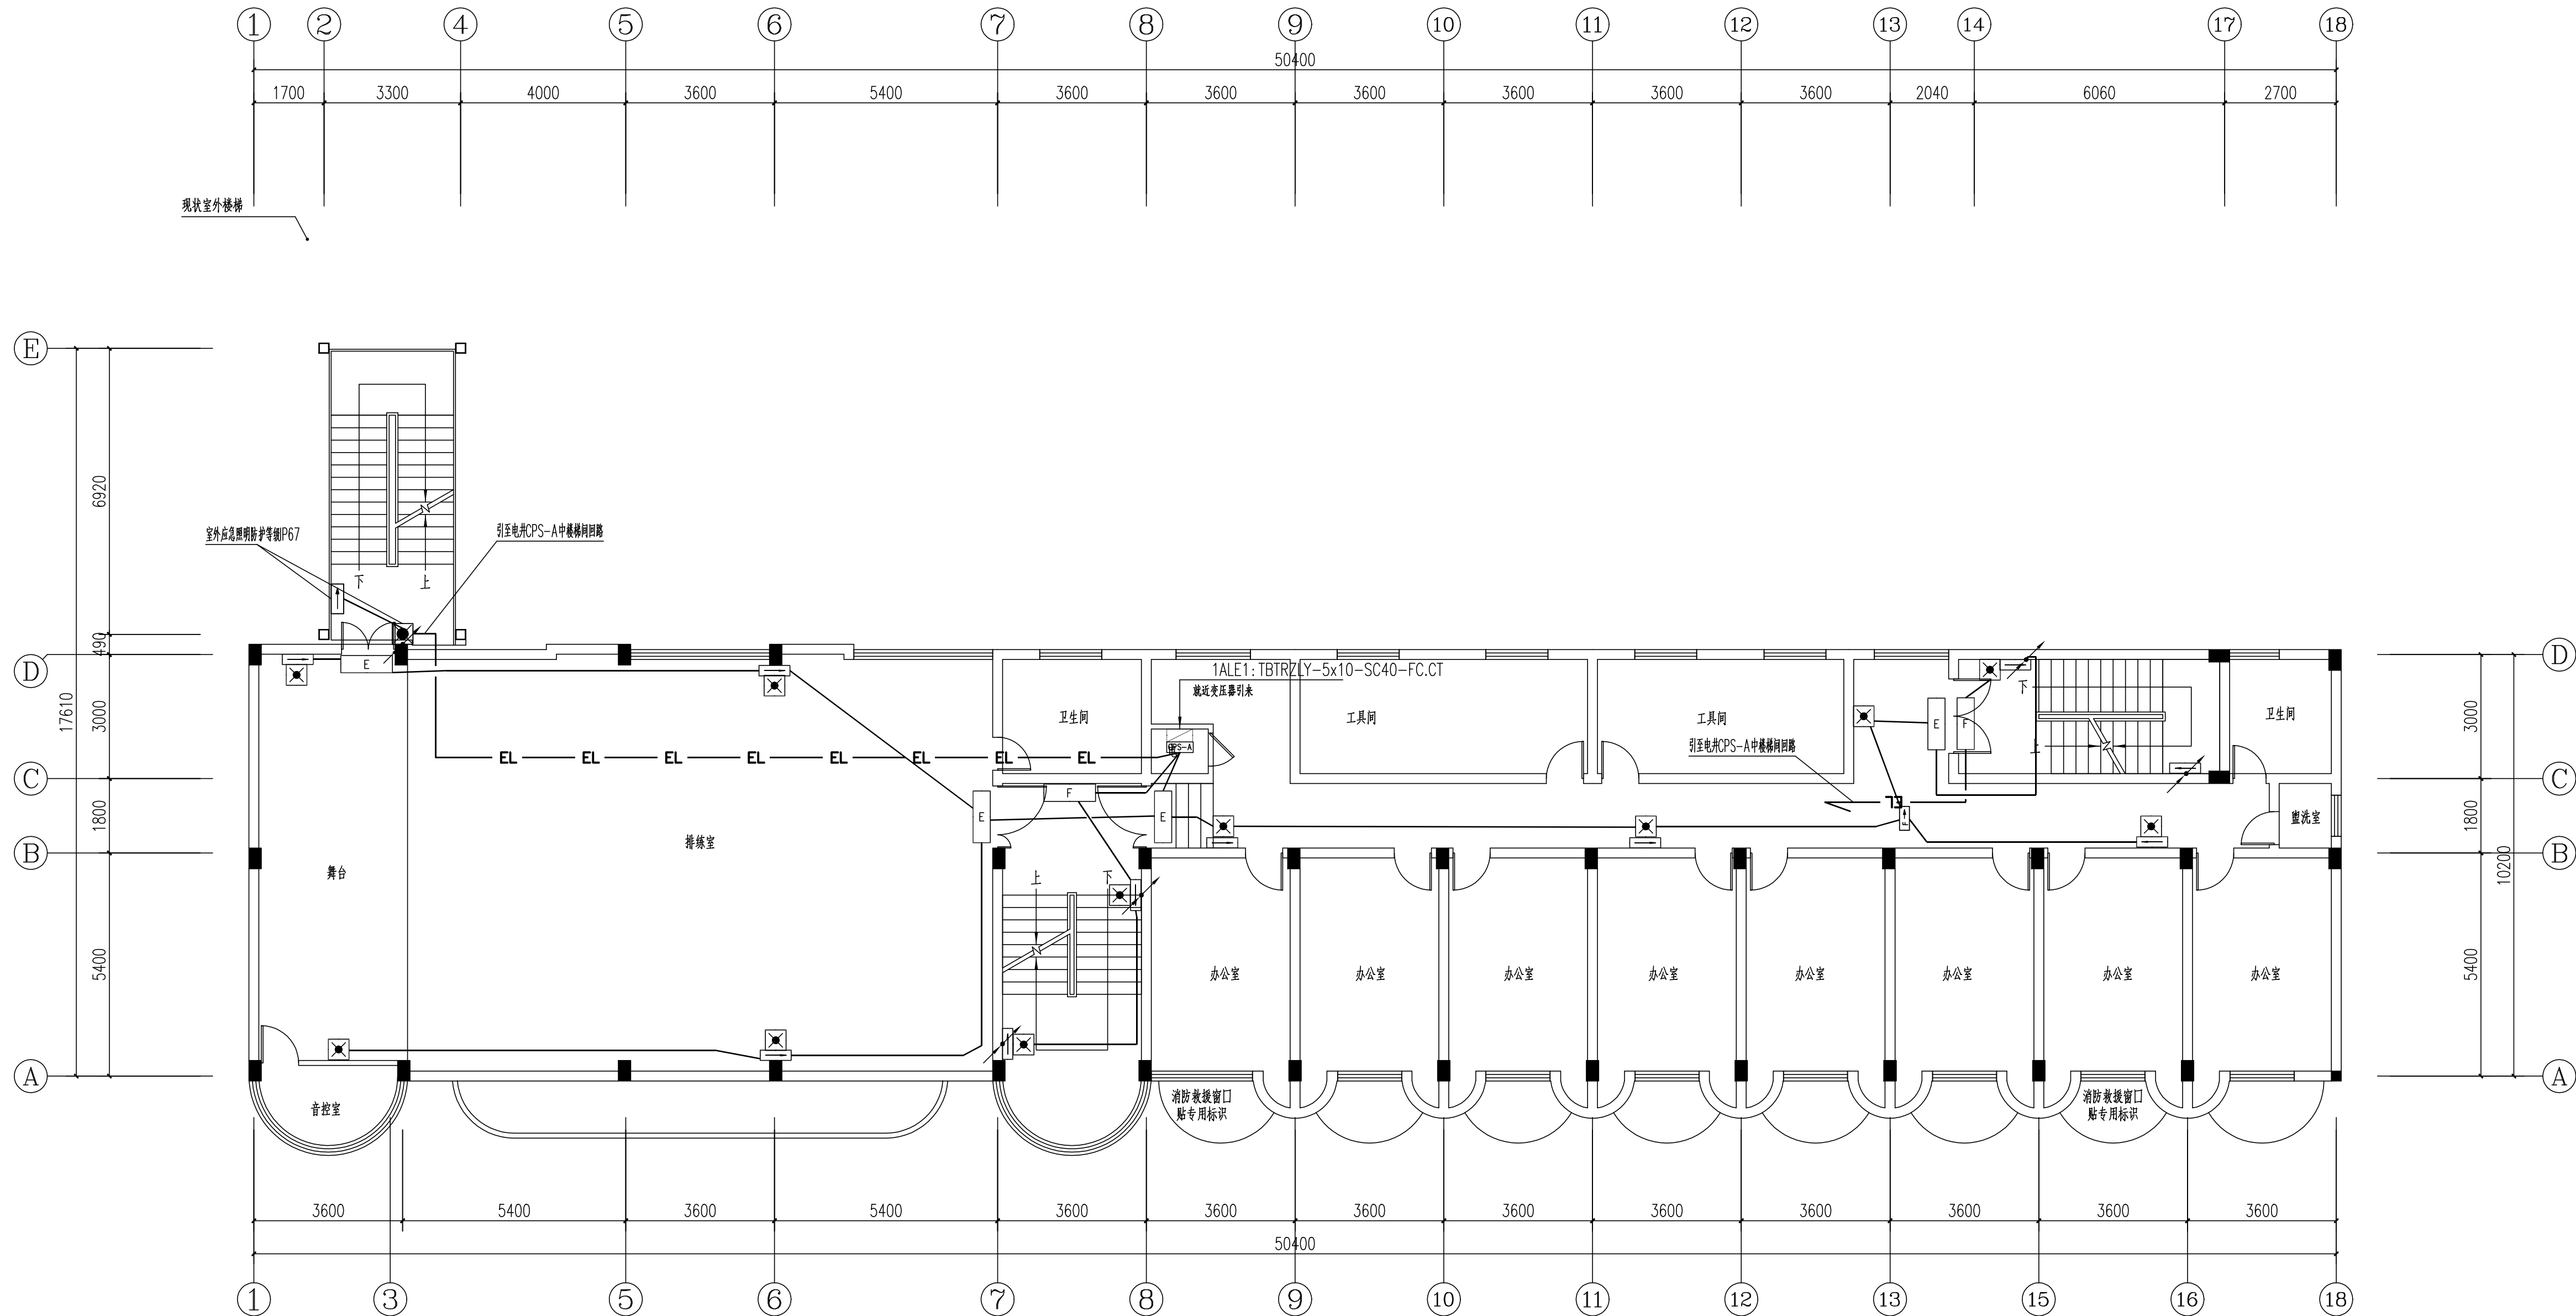 1 2 4 5 6 7 8 9 10 11 12 13 14 17 18
50400
1700 3300 4000 3600 5400 3600 3600 3600 3600 3600 3600 2040 6060 2700
现状室外楼梯
E
6920
室外应急照明防护等级IP67
引至电井CPS-A中楼梯间回路
下 上
490
D
E
1ALE1:TBTRZLY-5x10-SC40-FC.CT
就近变压器引来
D
17610
3000
卫生间
工具间
工具间
E
F
下
卫生间
3000
CPS-A
引至电井CPS-A中楼梯间回路
上
EL EL EL EL EL EL EL EL
C
C
F
EL
1800
E
E
F
盥洗室
1800
排练室
B
B
舞台
10200
上 下
5400
办公室 办公室 办公室 办公室 办公室 办公室 办公室 办公室
5400
A
A
音控室
消防救援窗口
贴专用标识
消防救援窗口
贴专用标识
3600 5400 3600 5400 3600 3600 3600 3600 3600 3600 3600 3600 3600
50400
1 3 5 6 7 8 9 10 11 12 13 15 16 18